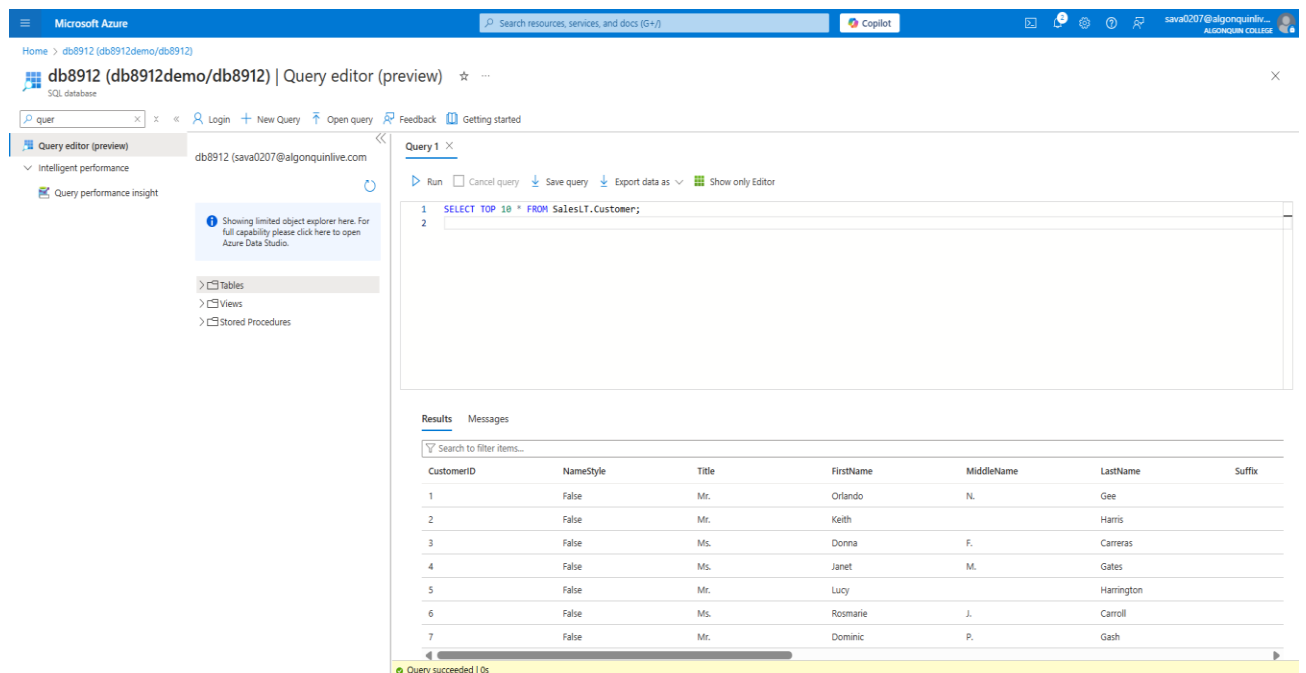 Microsoft Azure
Search resources, services, and docs (G+/)
Copilot
2
sava0207@algonquinliv...
ALGONQUIN COLLEGE
Home > db8912 (db8912demo/db8912)
db8912 (db8912demo/db8912) | Query editor (preview)
SQL database
quer
Login
New Query
Open query
Feedback
Getting started
Query editor (preview)
Intelligent performance
Query performance insight
db8912 (sava0207@algonquinlive.com
Showing limited object explorer here. For
full capability please click here to open
Azure Data Studio.
Tables
Views
Stored Procedures
Query 1
Run Cancel query Save query Export data as Show only Editor
1 SELECT TOP 10 * FROM SalesLT.Customer;
2
Results Messages
Search to filter items...
CustomerID NameStyle Title FirstName MiddleName LastName Suffix
1 False Mr. Orlando N. Gee
2 False Mr. Keith Harris
3 False Ms. Donna F. Carreras
4 False Ms. Janet M. Gates
5 False Mr. Lucy Harrington
6 False Ms. Rosmarie J. Carroll
7 False Mr. Dominic P. Gash
Query succeeded | 0s